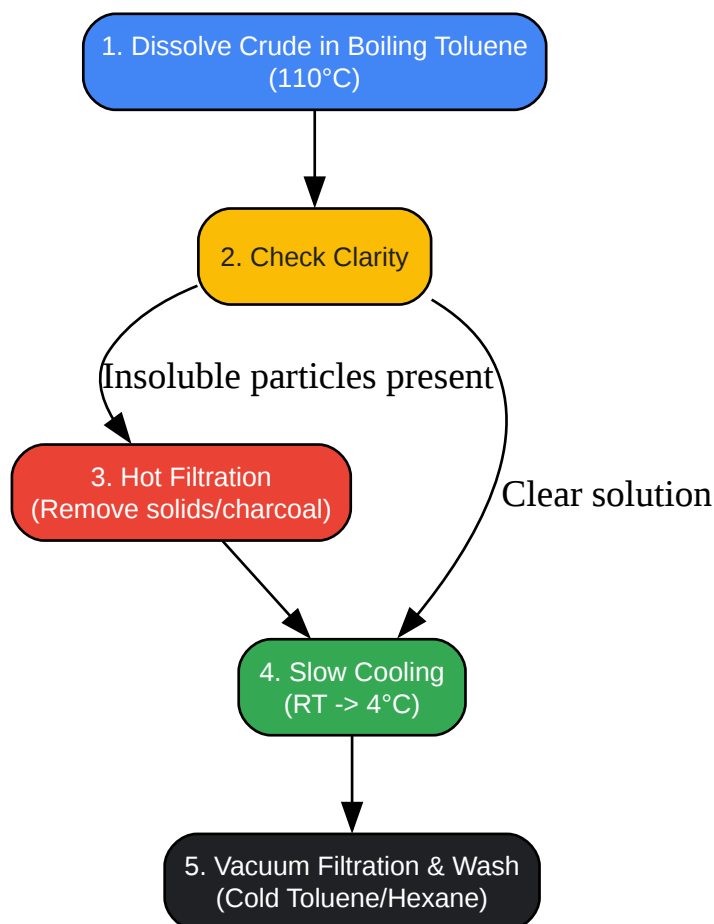 1. Dissolve Crude in Boiling Toluene
(110°C)
2. Check Clarity
Insoluble particles present
3. Hot Filtration
(Remove solids/charcoal)
Clear solution
4. Slow Cooling
(RT -> 4°C)
5. Vacuum Filtration & Wash
(Cold Toluene/Hexane)